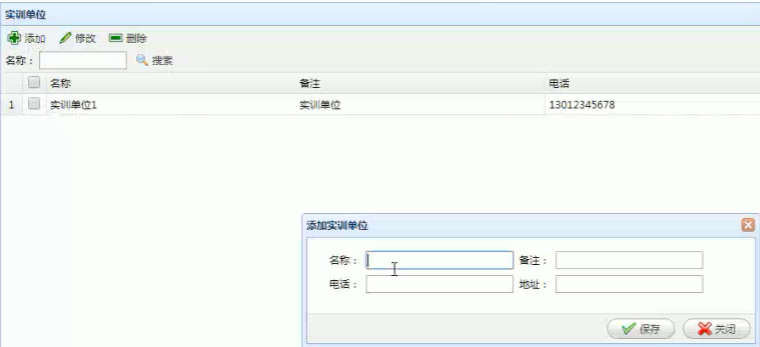 实训单位
添加 修改 删除
名称： 搜索
名称 备注 电话
1 实训单位1 实训单位 13012345678
添加实训单位
名称： 备注：
电话： 地址：
保存 关闭